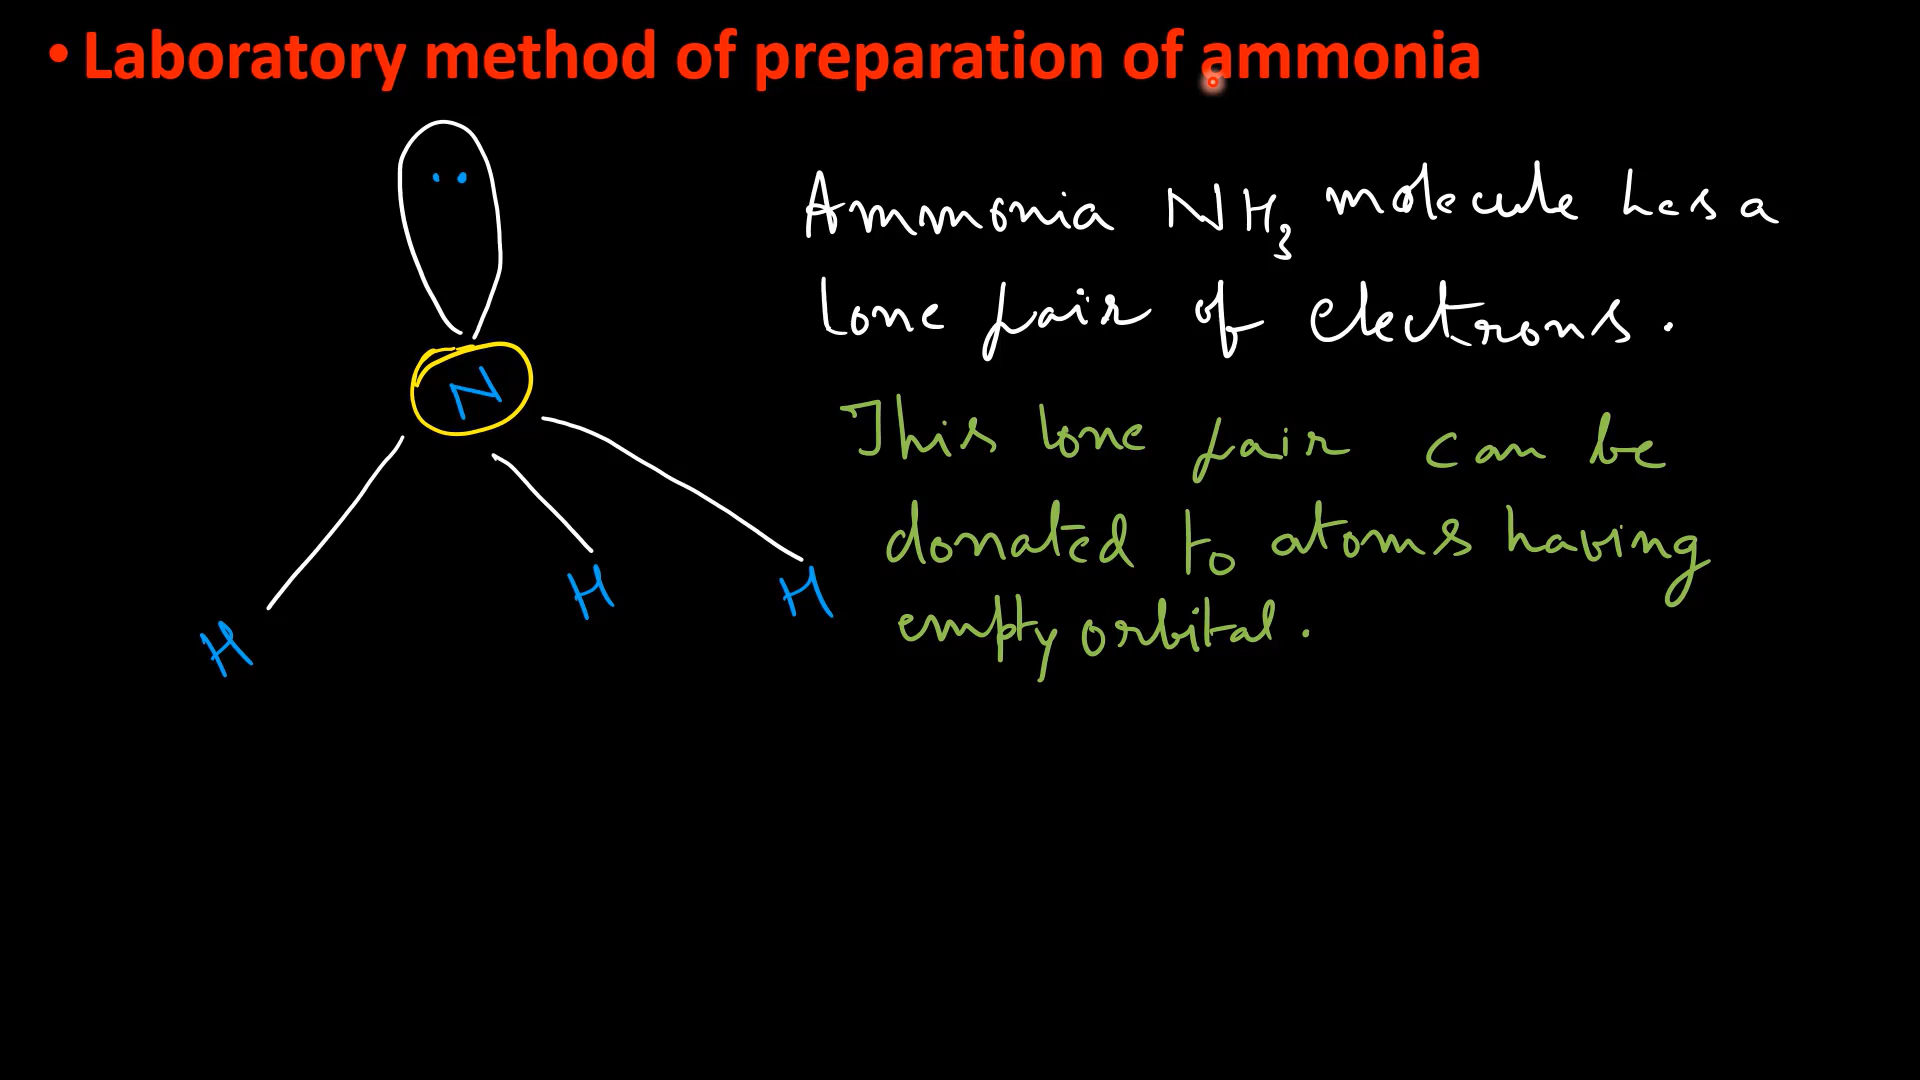 • Laboratory method of preparation of ammonia
Ammonia NH₃ molecule has a
lone pair of electrons.
This lone pair can be
donated to atoms having
empty orbital.
N
H
H
H